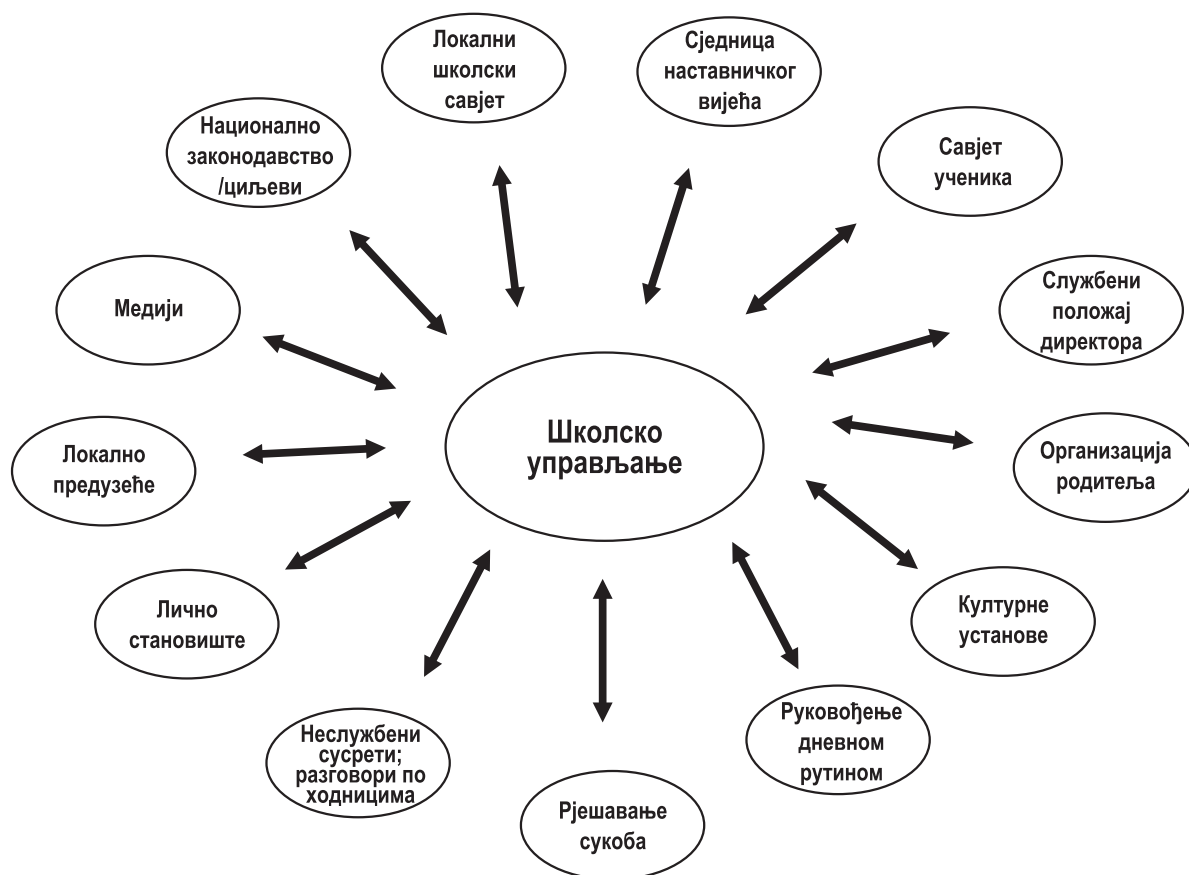 Локални
школски
савјет
Сједница
наставничког
вијећа
Национално
законодавство
/циљеви
Савјет
ученика
Медији
Службени
положај
директора
Школско
управљање
Локално
предузеће
Организација
родитеља
Лично
становиште
Културне
установе
Неслужбени
сусрети;
разговори по
ходницима
Руковођење
дневном
рутином
Рјешавање
сукоба